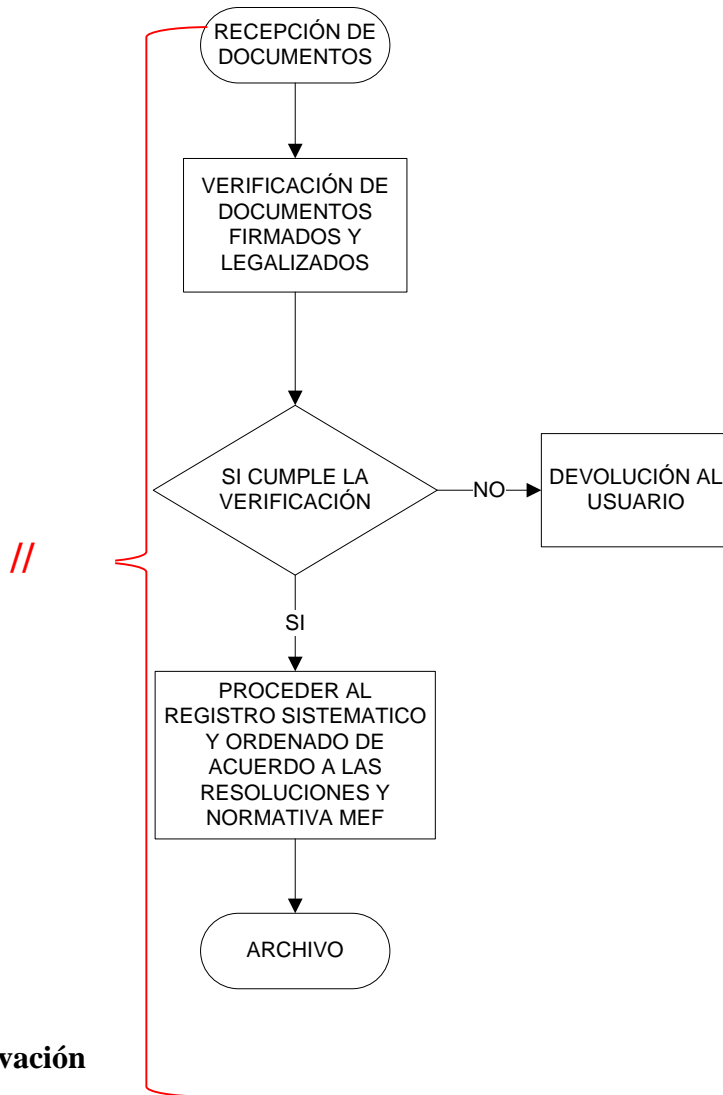 RECEPCIÓN DE
DOCUMENTOS
VERIFICACIÓN DE
DOCUMENTOS
FIRMADOS Y
LEGALIZADOS
SI CUMPLE LA
VERIFICACIÓN
NO
DEVOLUCIÓN AL
USUARIO
//
SI
PROCEDER AL
REGISTRO SISTEMATICO
Y ORDENADO DE
ACUERDO A LAS
RESOLUCIONES Y
NORMATIVA MEF
ARCHIVO
vación